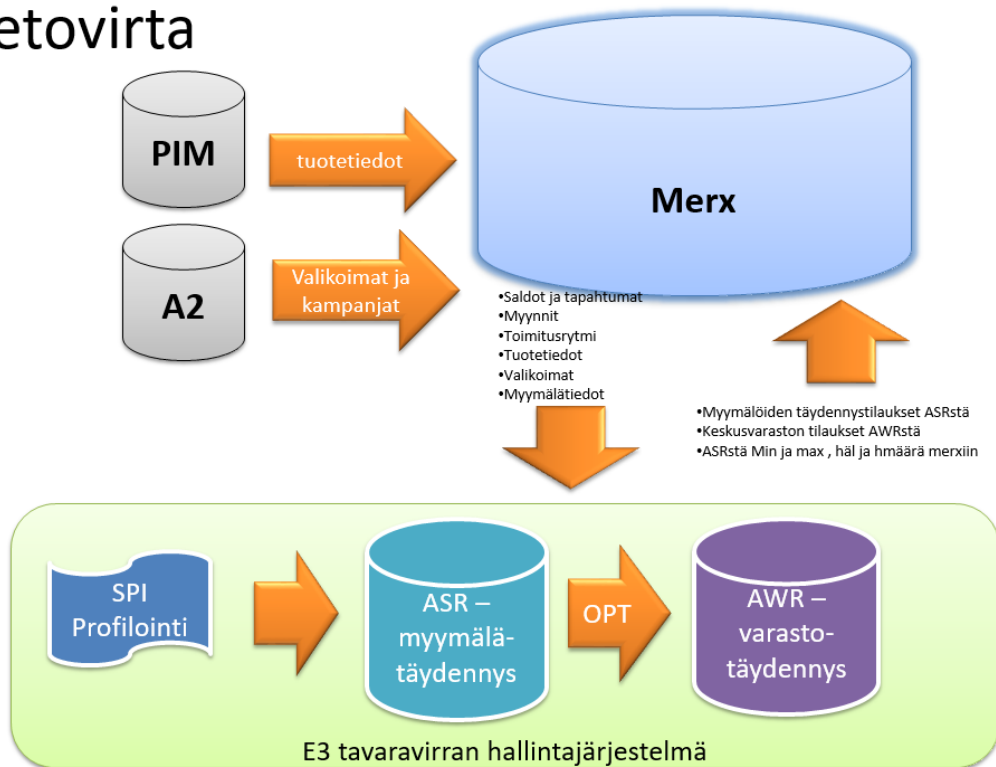 etovirta
PIM
tuotetiedot
Merx
A2
Valikoimat ja
kampanjat
•Saldot ja tapahtumat
•Myynnit
•Toimitusrytmi
•Tuotetiedot
•Valikoimat
•Myymälätiedot
•Myymälöiden täydennystilaukset ASRstä
•Keskusvaraston tilaukset AWRstä
•ASRstä Min ja max , häl ja hmäärä merxiin
SPI
Profilointi
ASR –
myymälä-
täydennys
OPT
AWR –
varasto-
täydennys
E3 tavaravirran hallintajärjestelmä